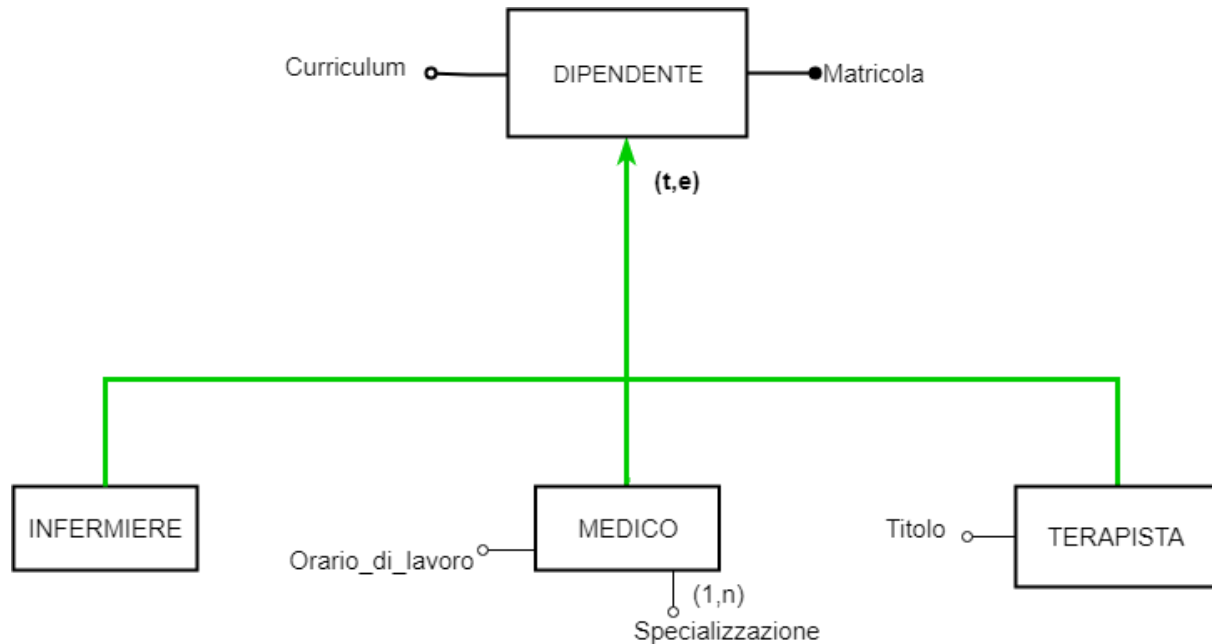 Curriculum
DIPENDENTE
Matricola
(t,e)
INFERMIERE
MEDICO
Titolo
TERAPISTA
Orario_di_lavoro
(1,n)
Specializzazione